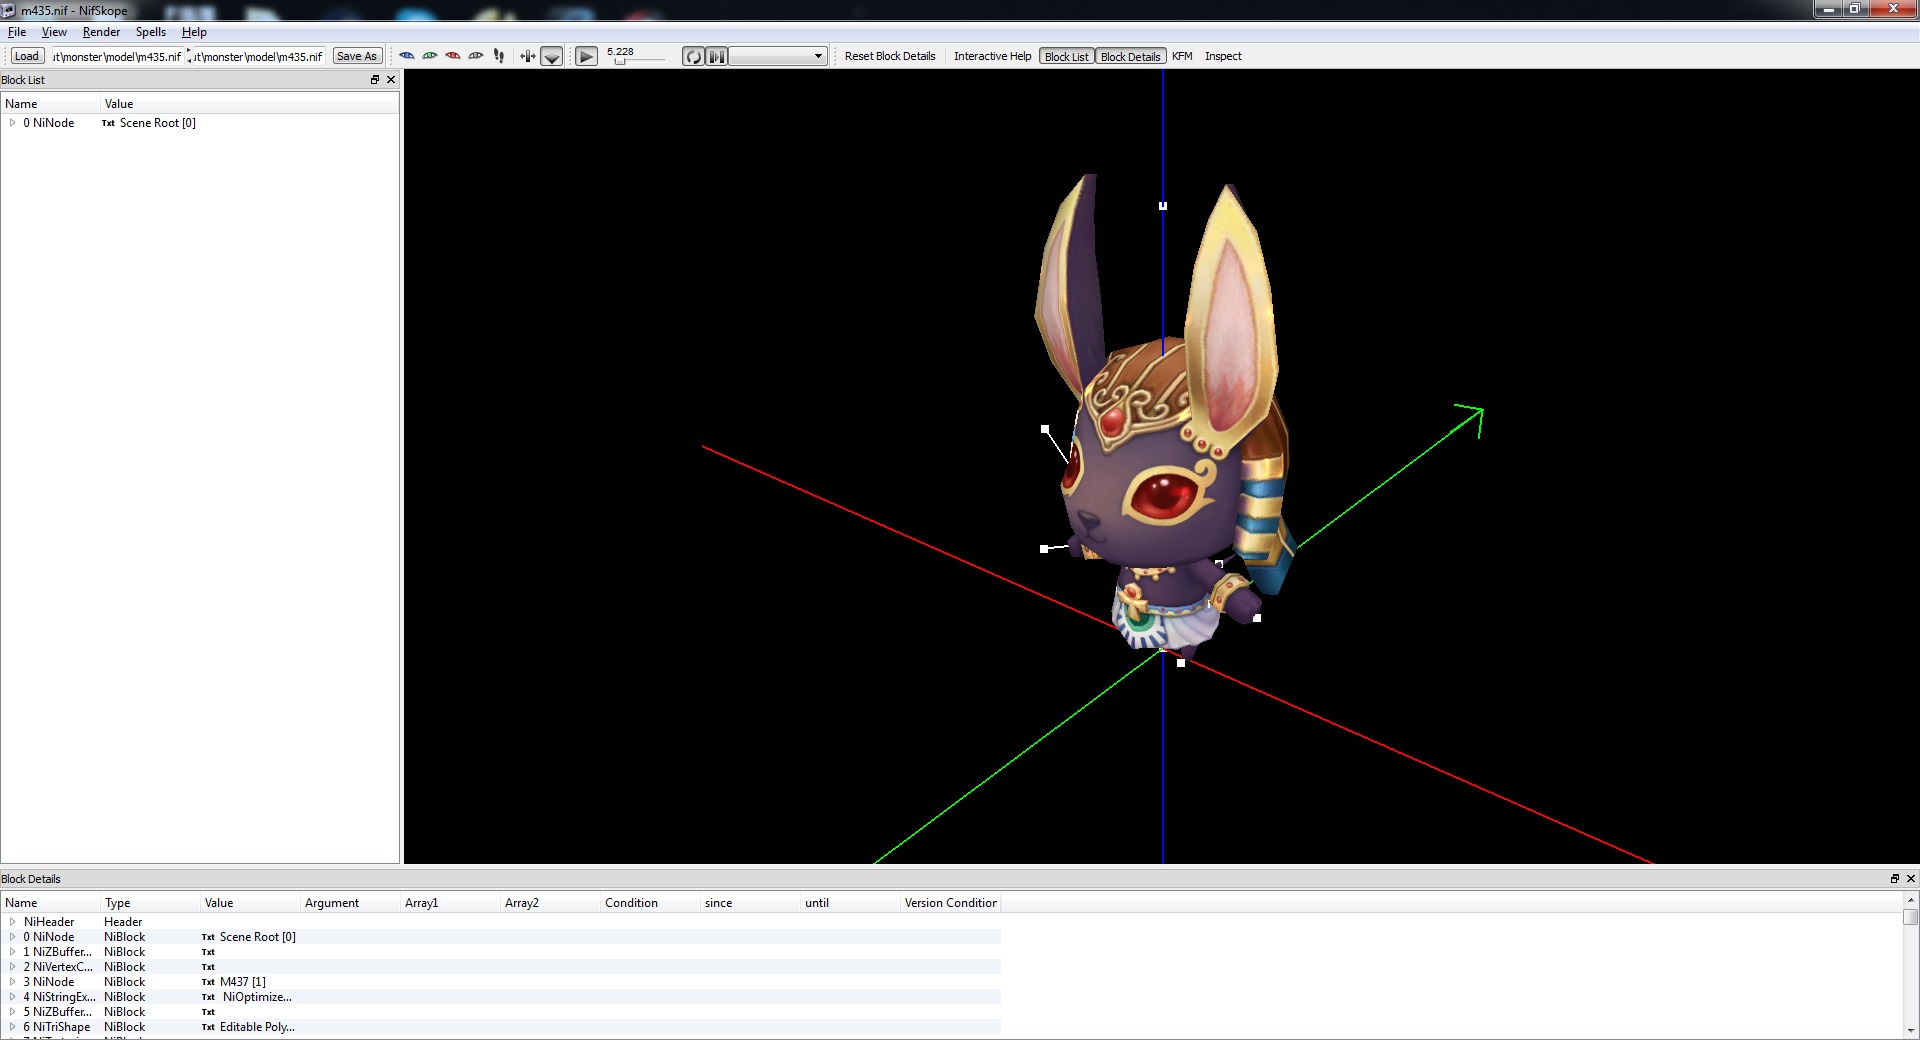 m435.nif - NifSkope
File View Render Spells Help
Load ut\monster\model\m435.nif ut\monster\model\m435.nif Save As 5.228 Reset Block Details Interactive Help Block List Block Details KFM Inspect
Block List
Name Value
0 NiNode Txt Scene Root [0]
Block Details
Name Type Value Argument Array1 Array2 Condition since until Version Condition
NiHeader Header
0 NiNode NiBlock Txt Scene Root [0]
1 NiZBuffer... NiBlock Txt
2 NiVertexC... NiBlock Txt
3 NiNode NiBlock Txt M437 [1]
4 NiStringEx... NiBlock Txt NiOptimize...
5 NiZBuffer... NiBlock Txt
6 NiTriShape NiBlock Txt Editable Poly...